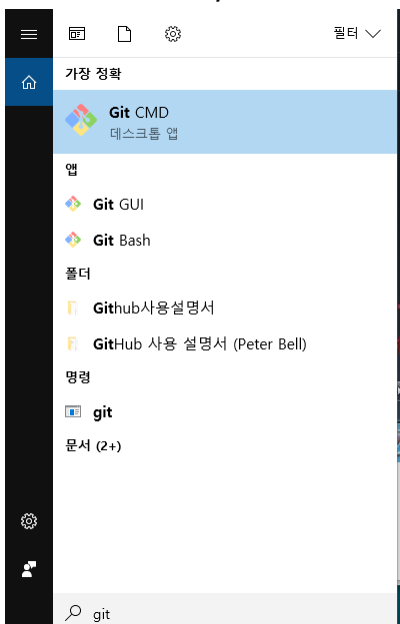 필터
가장 정확
Git CMD
데스크톱 앱
앱
Git GUI
Git Bash
폴더
Github사용설명서
GitHub 사용 설명서 (Peter Bell)
명령
git
문서 (2+)
git